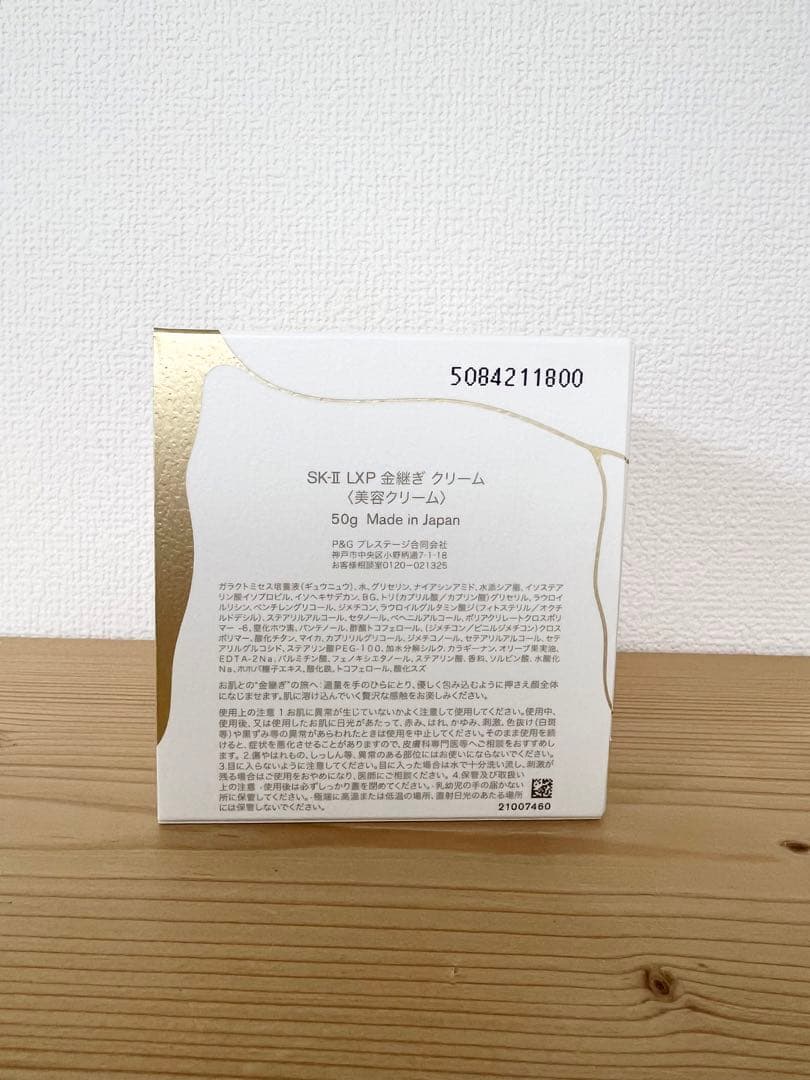 5084211800
SK-II LXP 金継ぎ クリーム
〈美容クリーム〉
50g Made in Japan
P&G プレステージ合同会社
神戸市中央区小野柄通7-1-18
お客様相談室0120-021325
ガラクトミセス培養液（ギュウニュウ）、水、グリセリン、ナイアシンアミド、水添シア脂、イソステア
リン酸イソプロピル、イソヘキサデカン、BG、トリ（カプリル酸／カプリン酸）グリセリル、ラウロイ
ルリシン、ペンチレングリコール、ジメチコン、ラウロイルグルタミン酸ジ（フィトステリル／オクチ
ルドデシル）、ステアリルアルコール、セタノール、ベヘニルアルコール、ポリアクリレートクロスポリ
マー-6、窒化ホウ素、パンテノール、酢酸トコフェロール、（ジメチコン／ビニルジメチコン）クロス
ポリマー、酸化チタン、マイカ、カプリリルグリコール、ジメチコノール、セテアリルアルコール、セテ
アリルグルコシド、ステアリン酸PEG-100、加水分解シルク、カラギーナン、オリーブ果実油、
EDTA-2Na、パルミチン酸、フェノキシエタノール、ステアリン酸、香料、ソルビン酸、水酸化
Na、ホホバ種子エキス、酸化鉄、トコフェロール、酸化スズ
お肌との“金継ぎ”の旅へ：適量を手のひらにとり、優しく包み込むように押さえ顔全体
になじませます。肌に溶け込んでいく贅沢な感触をお楽しみください。
使用上の注意 1.お肌に異常が生じていないかよく注意して使用してください。使用中、
使用後、又は使用したお肌に日光があたって、赤み、はれ、かゆみ、刺激、色抜け（白斑
等）や黒ずみ等の異常があらわれたときは使用を中止してください。そのまま使用を続
けると、症状を悪化させることがありますので、皮膚科専門医等へご相談をおすすめしま
す。 2.傷やはれもの、しっしん等、異常のある部位にはお使いにならないでください。
3.目に入らないように注意してください。目に入った場合は水で十分洗い流し、刺激が
残る場合はご使用をおやめになり、医師にご相談ください。 4.保管及び取扱い
上の注意 ・使用後は必ずしっかり蓋を閉めてください。・乳幼児の手の届かない
所に保管してください。・極端に高温または低温の場所、直射日光のあたる場所
には保管しないでください。
21007460